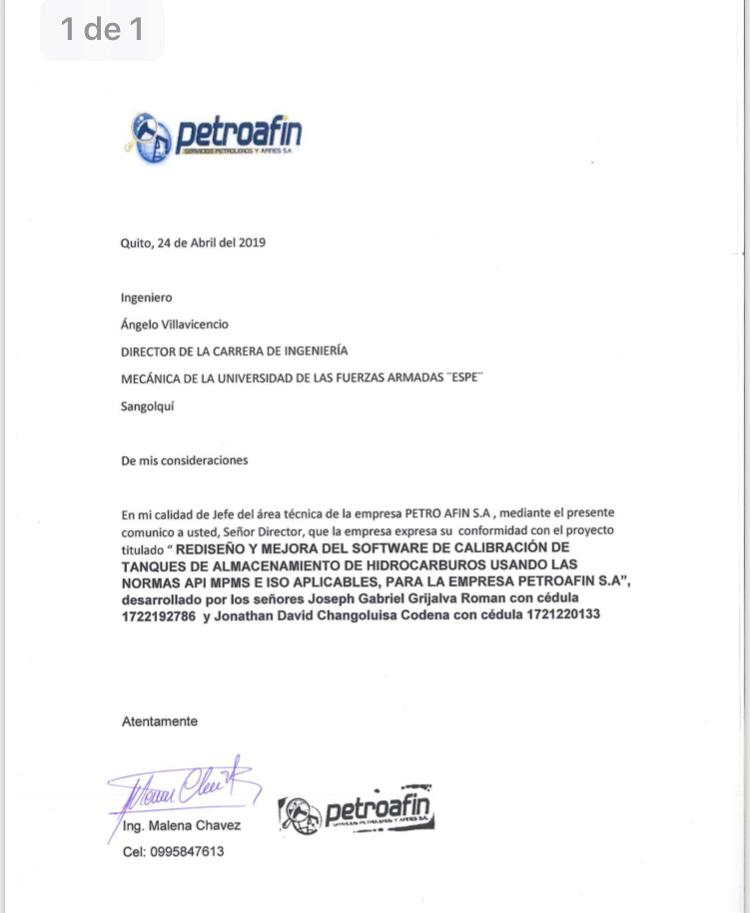 1 de 1
petroafin
SERVICIOS PETROLEROS Y AFINES S.A.
Quito, 24 de Abril del 2019
Ingeniero
Ángelo Villavicencio
DIRECTOR DE LA CARRERA DE INGENIERÍA
MECÁNICA DE LA UNIVERSIDAD DE LAS FUERZAS ARMADAS ¨ESPE¨
Sangolquí
De mis consideraciones
En mi calidad de Jefe del área técnica de la empresa PETRO AFIN S.A , mediante el presente
comunico a usted, Señor Director, que la empresa expresa su conformidad con el proyecto
titulado “ REDISEÑO Y MEJORA DEL SOFTWARE DE CALIBRACIÓN DE
TANQUES DE ALMACENAMIENTO DE HIDROCARBUROS USANDO LAS
NORMAS API MPMS E ISO APLICABLES, PARA LA EMPRESA PETROAFIN S.A”,
desarrollado por los señores Joseph Gabriel Grijalva Roman con cédula
1722192786 y Jonathan David Changoluisa Codena con cédula 1721220133
Atentamente
Ing. Malena Chavez
Cel: 0995847613
petroafin
SERVICIOS PETROLEROS Y AFINES S.A.